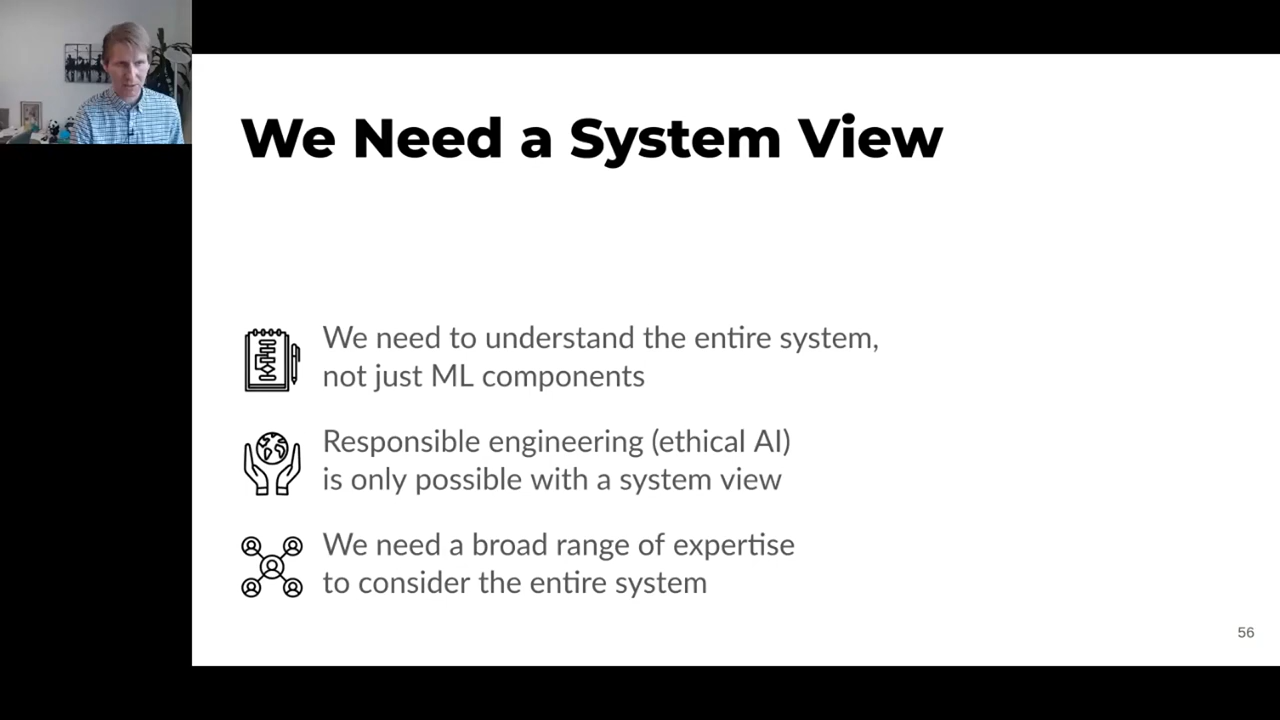 We Need a System View
We need to understand the entire system,
not just ML components
Responsible engineering (ethical AI)
is only possible with a system view
We need a broad range of expertise
to consider the entire system
56